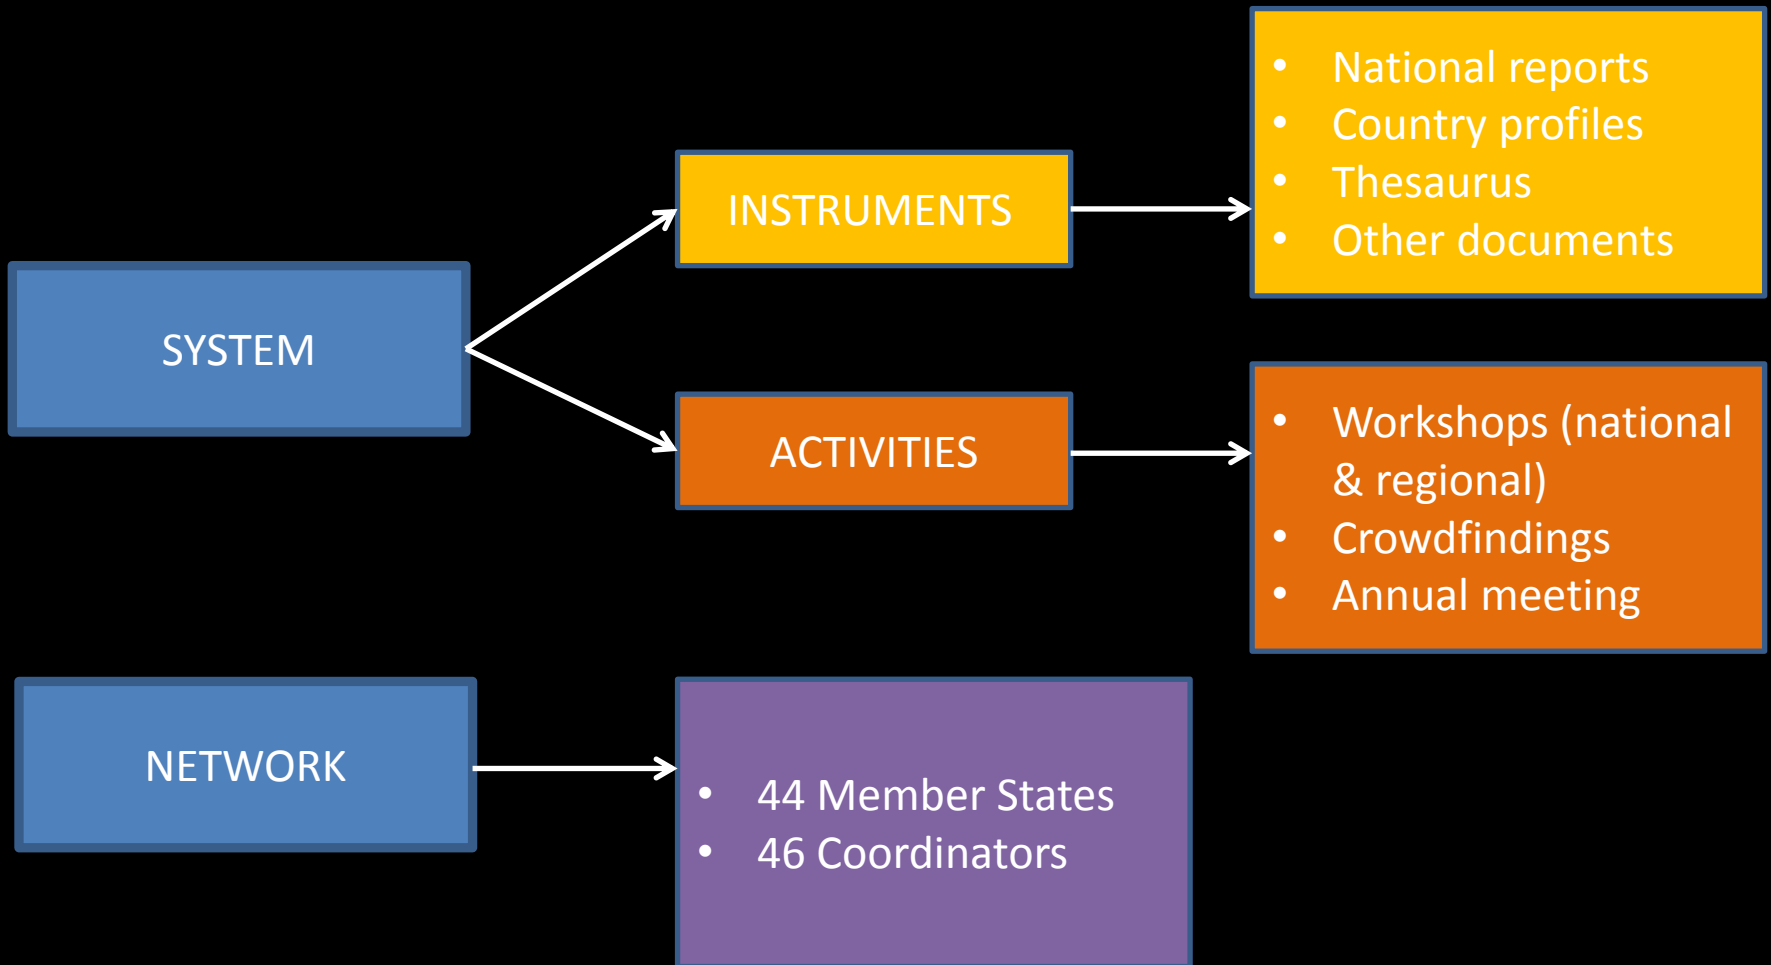 SYSTEM
INSTRUMENTS
• National reports
• Country profiles
• Thesaurus
• Other documents
ACTIVITIES
• Workshops (national
& regional)
• Crowdfindings
• Annual meeting
NETWORK
• 44 Member States
• 46 Coordinators